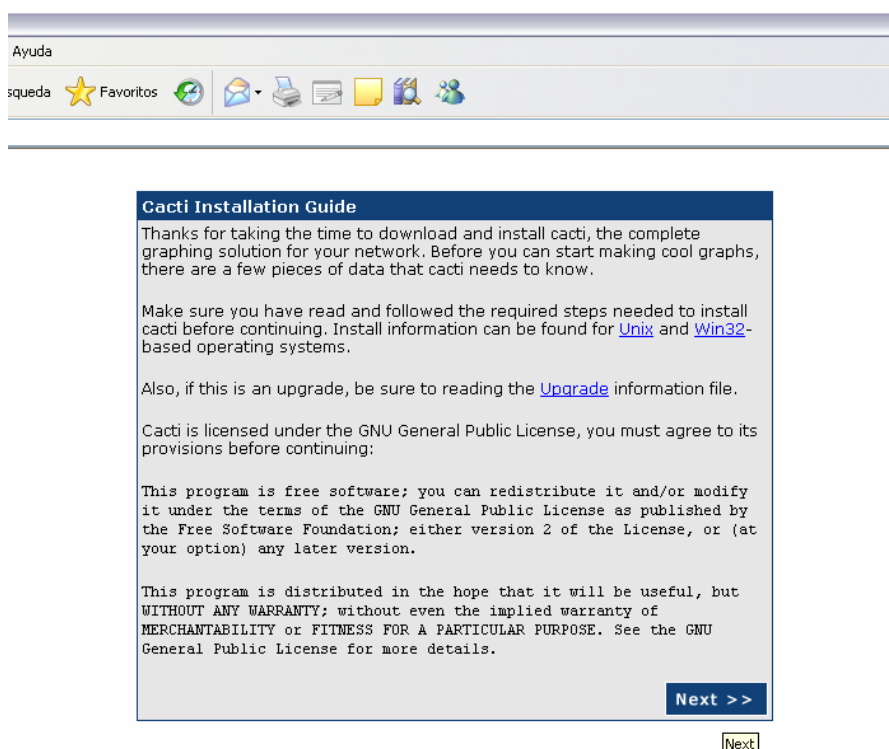 Ayuda
squeda Favoritos
Cacti Installation Guide
Thanks for taking the time to download and install cacti, the complete
graphing solution for your network. Before you can start making cool graphs,
there are a few pieces of data that cacti needs to know.
Make sure you have read and followed the required steps needed to install
cacti before continuing. Install information can be found for Unix and Win32-
based operating systems.
Also, if this is an upgrade, be sure to reading the Upgrade information file.
Cacti is licensed under the GNU General Public License, you must agree to its
provisions before continuing:
This program is free software; you can redistribute it and/or modify
it under the terms of the GNU General Public License as published by
the Free Software Foundation; either version 2 of the License, or (at
your option) any later version.
This program is distributed in the hope that it will be useful, but
WITHOUT ANY WARRANTY; without even the implied warranty of
MERCHANTABILITY or FITNESS FOR A PARTICULAR PURPOSE. See the GNU
General Public License for more details.
Next >>
Next